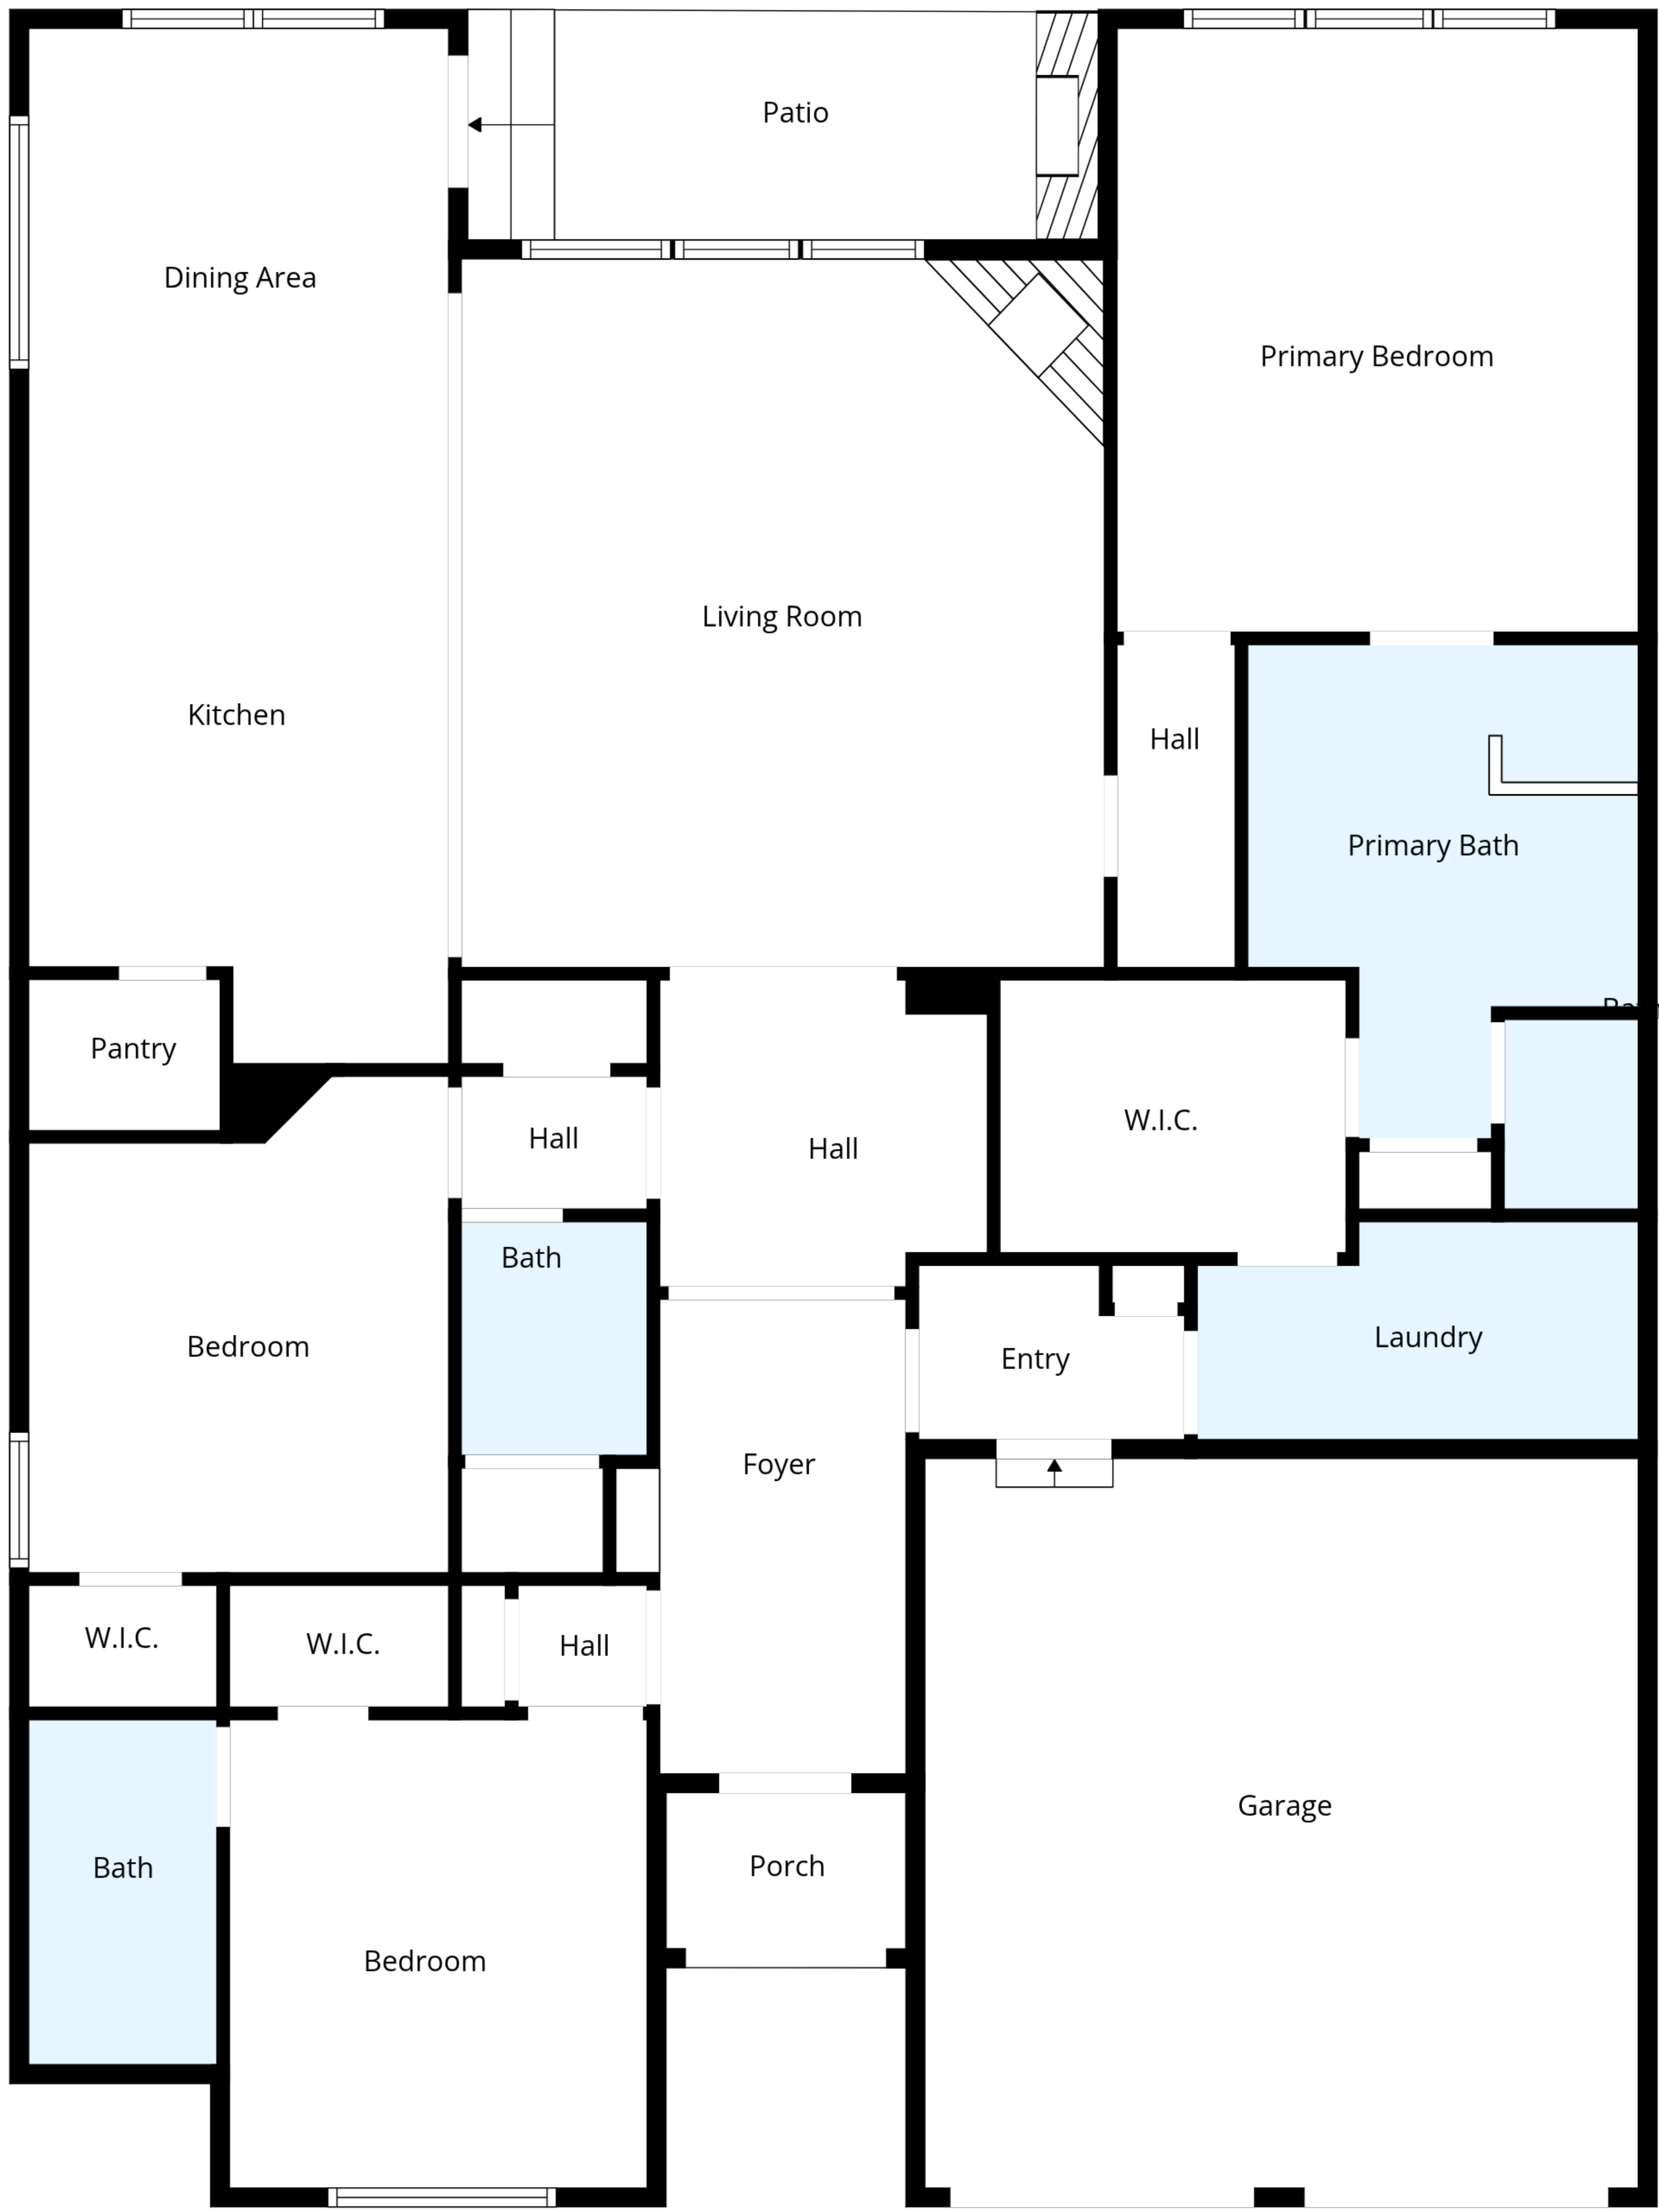 Patio
Dining Area
Primary Bedroom
Living Room
Kitchen
Hall
Primary Bath
Pantry
Hall
Hall
W.I.C.
Bath
Bedroom
Entry
Laundry
Foyer
W.I.C.
W.I.C.
Hall
Garage
Bath
Porch
Bedroom